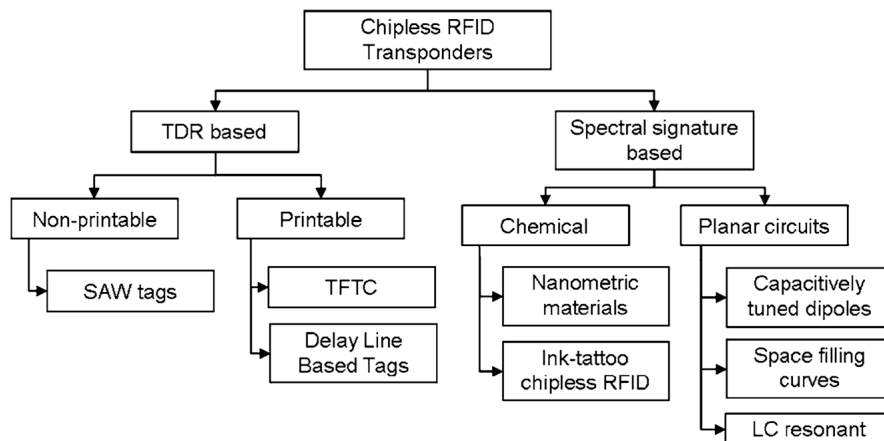 Chipless RFID
Transponders
TDR based
Spectral signature
based
Non-printable
Printable
Chemical
Planar circuits
SAW tags
TFTC
Delay Line
Based Tags
Nanometric
materials
Ink-tattoo
chipless RFID
Capacitively
tuned dipoles
Space filling
curves
LC resonant